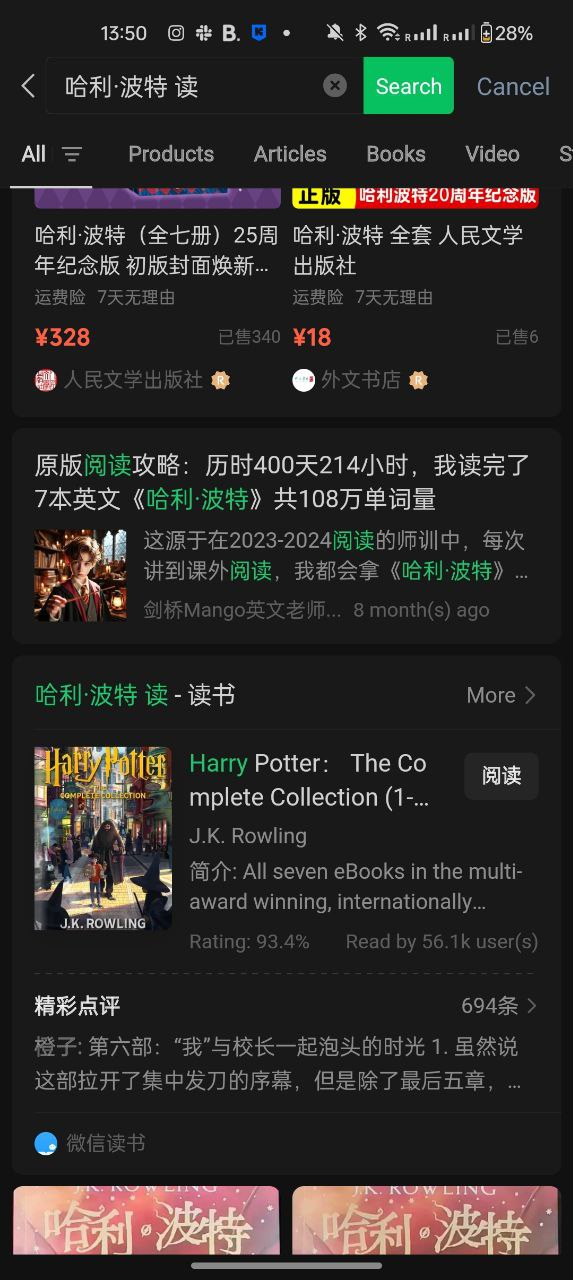 13:50
B.
R
R
28%
哈利·波特 读
Search
Cancel
All
Products
Articles
Books
Video
S
正版
哈利波特20周年纪念版
哈利·波特（全七册）25周
年纪念版 初版封面焕新…
运费险 7天无理由
¥328
已售340
人民文学出版社
R
哈利·波特 全套 人民文学
出版社
运费险 7天无理由
¥18
已售6
外文书店
R
原版阅读攻略：历时400天214小时，我读完了
7本英文《哈利·波特》共108万单词量
这源于在2023-2024阅读的师训中，每次
讲到课外阅读，我都会拿《哈利·波特》…
剑桥Mango英文老师... 8 month(s) ago
哈利·波特 读 - 读书
More
Harry Potter
THE COMPLETE COLLECTION
J.K. ROWLING
Harry Potter： The Co
mplete Collection (1-…
阅读
J.K. Rowling
简介: All seven eBooks in the multi-
award winning, internationally…
Rating: 93.4%
Read by 56.1k user(s)
精彩点评
694条
橙子: 第六部：“我”与校长一起泡头的时光 1. 虽然说
这部拉开了集中发刀的序幕，但是除了最后五章，…
微信读书
J.K. ROWLING
哈利波特
J.K. ROWLING
哈利波特